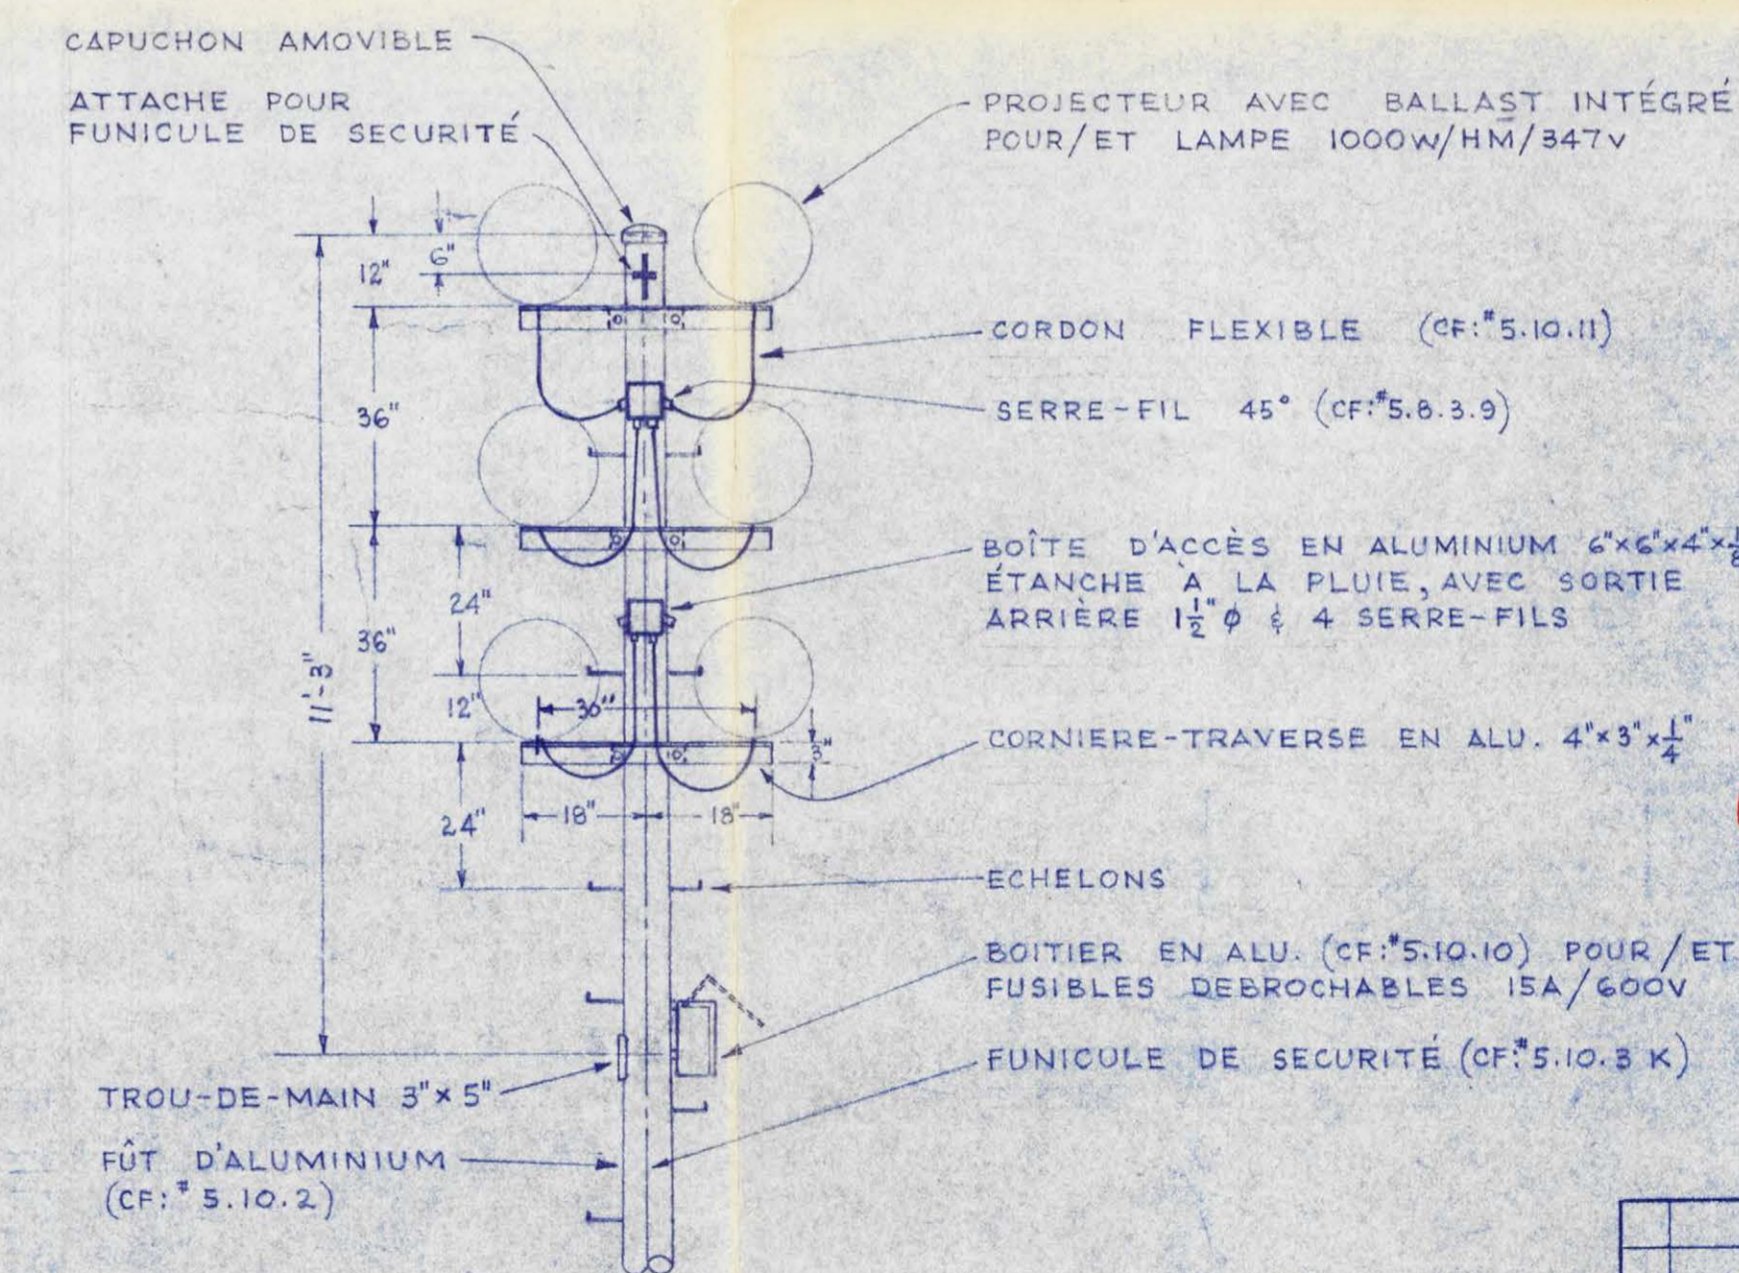 CAPUCHON AMOVIBLE
ATTACHE POUR
FUNICULE DE SECURITÉ
PROJECTEUR AVEC BALLAST INTÉGRÉ
POUR/ET LAMPE 1000W/HM/347V
12"
6"
CORDON FLEXIBLE (CF:#5.10.11)
36"
SERRE-FIL 45° (CF:#5.8.3.9)
BOÎTE D'ACCÈS EN ALUMINIUM 6"x6"x4"x1/8
ÉTANCHE À LA PLUIE, AVEC SORTIE
ARRIÈRE 1 1/2" φ & 4 SERRE-FILS
24"
36"
11'-3"
12"
30"
3"
CORNIERE-TRAVERSE EN ALU. 4"x3"x1/4"
18"
18"
24"
ECHELONS
BOITIER EN ALU. (CF:#5.10.10) POUR/ET
FUSIBLES DEBROCHABLES 15A/600V
FUNICULE DE SECURITÉ (CF:#5.10.3 K)
TROU-DE-MAIN 3"x5"
FÛT D'ALUMINIUM
(CF:# 5.10.2)